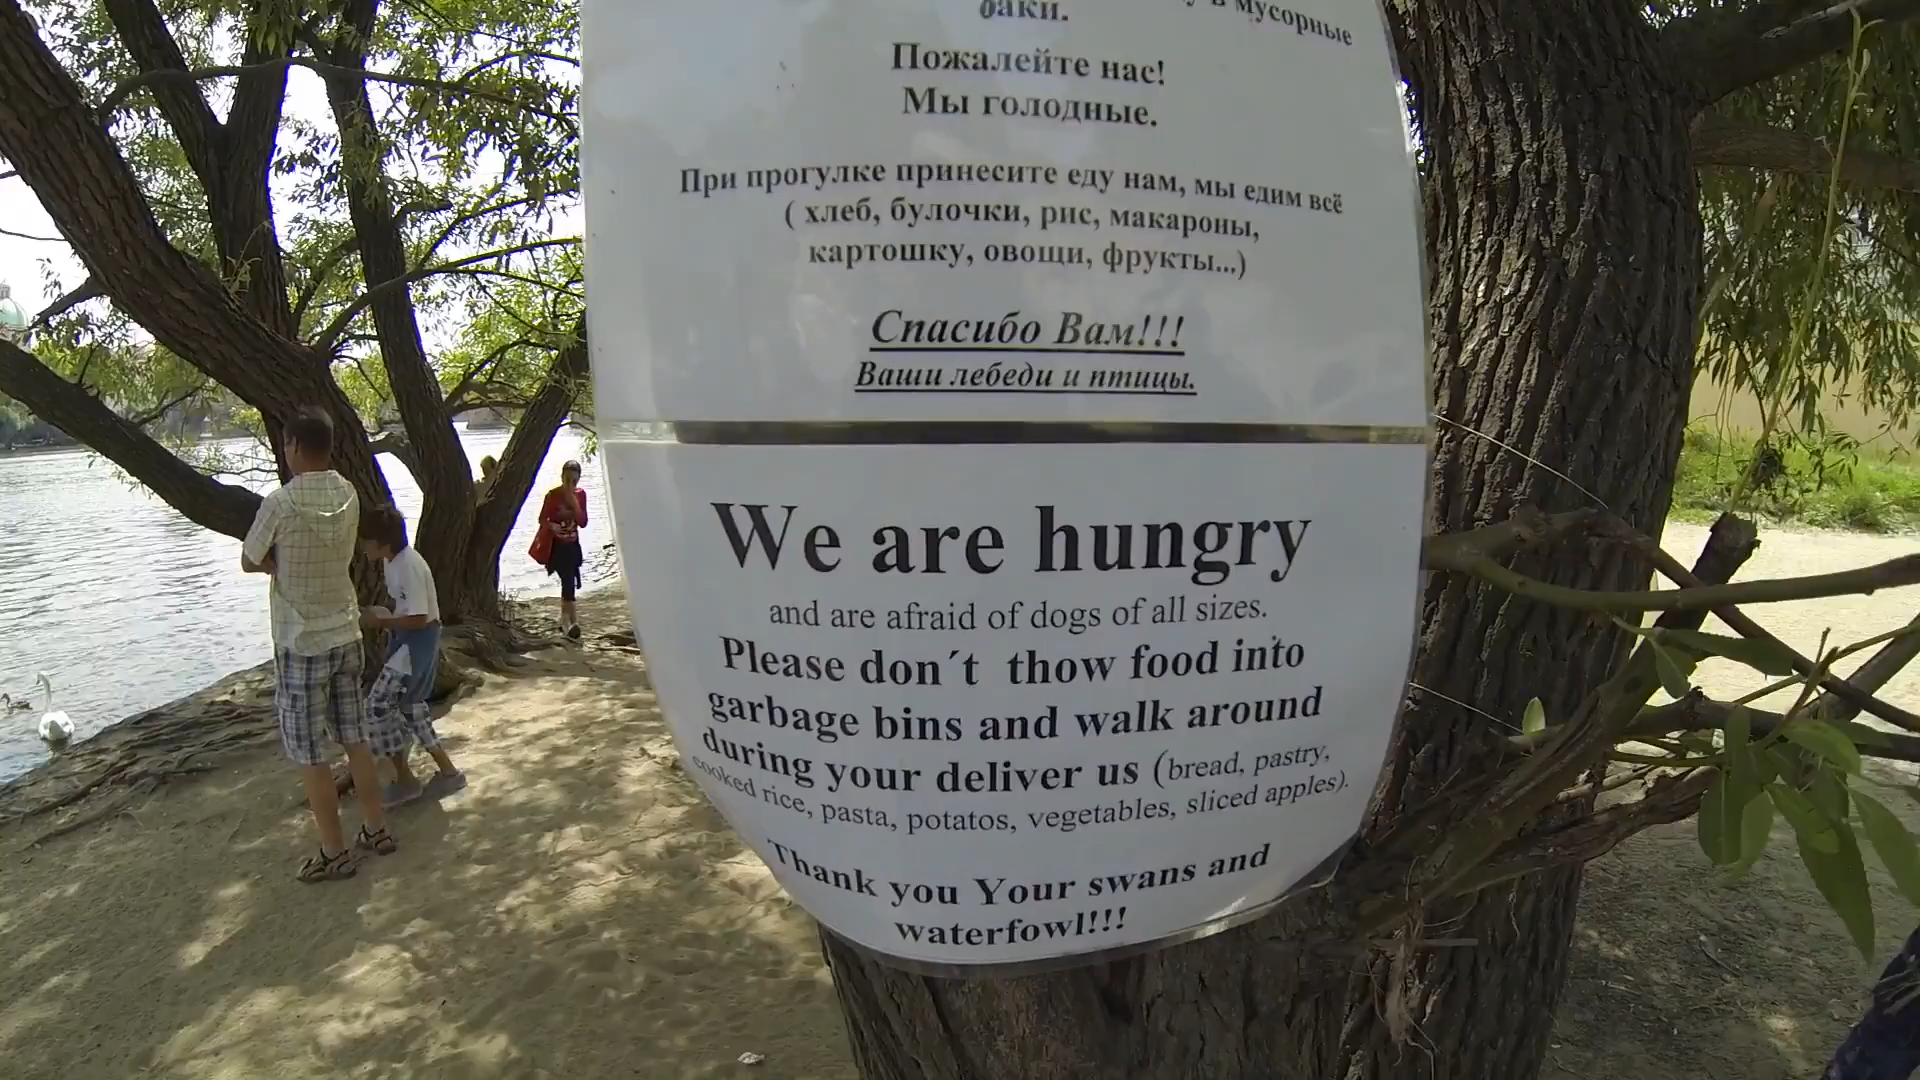 в мусорные
баки.
Пожалейте нас!
Мы голодные.
При прогулке принесите еду нам, мы едим всё
( хлеб, булочки, рис, макароны,
картошку, овощи, фрукты...)
Спасибо Вам!!!
Ваши лебеди и птицы.
We are hungry
and are afraid of dogs of all sizes.
Please don´t thow food into
garbage bins and walk around
during your deliver us (bread, pastry,
cooked rice, pasta, potatos, vegetables, sliced apples).
Thank you Your swans and
waterfowl!!!